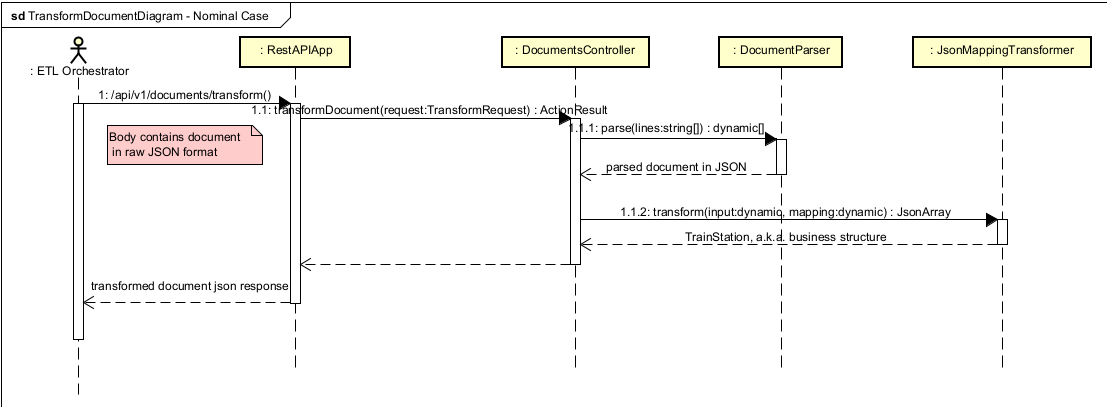 sd TransformDocumentDiagram - Nominal Case
: ETL Orchestrator
: RestAPIApp
: DocumentsController
: DocumentParser
: JsonMappingTransformer
1: /api/v1/documents/transform()
1.1: transformDocument(request:TransformRequest) : ActionResult
Body contains document
in raw JSON format
1.1.1: parse(lines:string[]) : dynamic[]
parsed document in JSON
1.1.2: transform(input:dynamic, mapping:dynamic) : JsonArray
TrainStation, a.k.a. business structure
transformed document json response